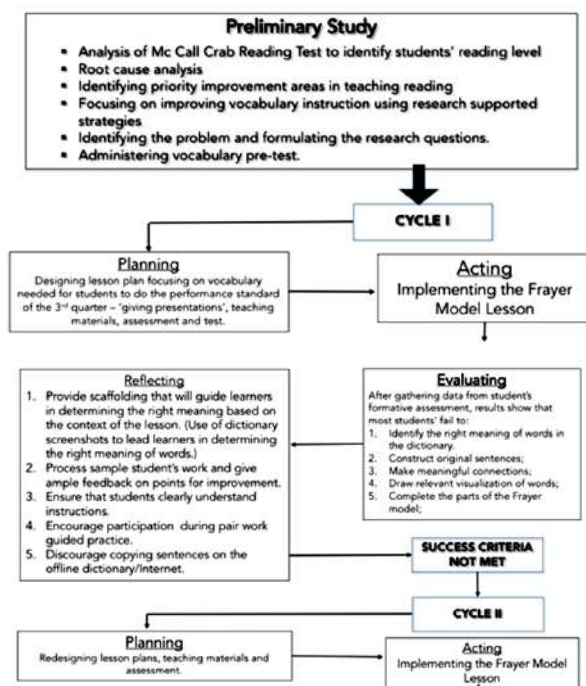 Preliminary Study
• Analysis of Mc Call Crab Reading Test to identify students' reading level
• Root cause analysis
• Identifying priority improvement areas in teaching reading
• Focusing on improving vocabulary instruction using research supported
strategies
• Identifying the problem and formulating the research questions.
• Administering vocabulary pre-test.
CYCLE I
Planning
Designing lesson plan focusing on vocabulary
needed for students to do the performance standard
of the 3rd quarter – 'giving presentations', teaching
materials, assessment and test.
Acting
Implementing the Frayer
Model Lesson
Evaluating
After gathering data from student's
formative assessment, results show that
most students' fail to:
1. Identify the right meaning of words in
the dictionary.
2. Construct original sentences;
3. Make meaningful connections;
4. Draw relevant visualization of words;
5. Complete the parts of the Frayer
model;
Reflecting
1. Provide scaffolding that will guide learners
in determining the right meaning based on
the context of the lesson. (Use of dictionary
screenshots to lead learners in determining
the right meaning of words.)
2. Process sample student's work and give
ample feedback on points for improvement.
3. Ensure that students clearly understand
instructions.
4. Encourage participation during pair work
guided practice.
5. Discourage copying sentences on the
offline dictionary/Internet.
SUCCESS CRITERIA
NOT MET
CYCLE II
Planning
Redesigning lesson plans, teaching materials and
assessment.
Acting
Implementing the Frayer Model
Lesson